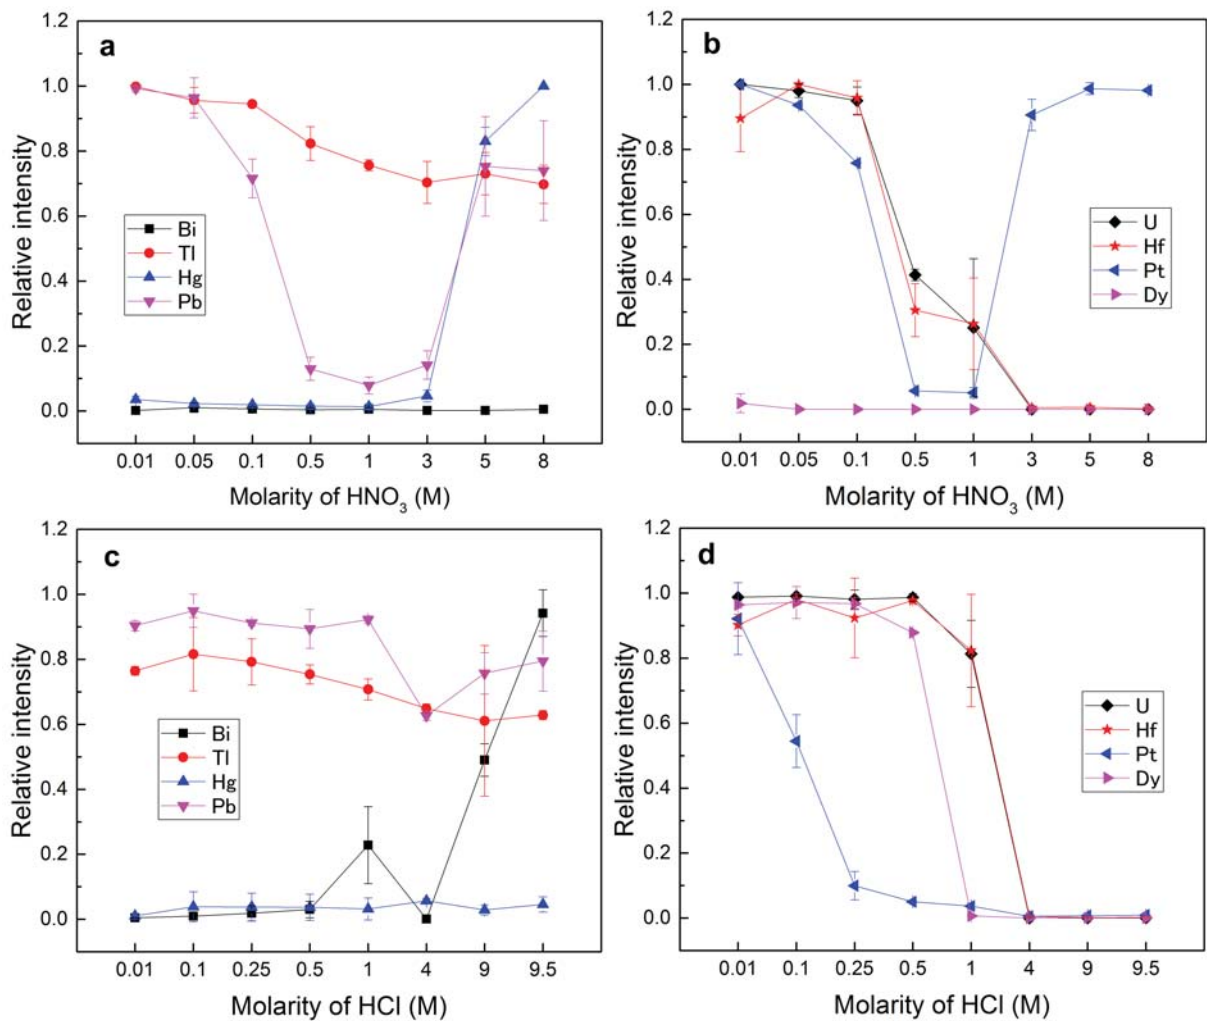 a
1.2
1.0
0.8
0.6
0.4
0.2
0.0
Relative intensity
Bi
Tl
Hg
Pb
0.01 0.05 0.1 0.5 1 3 5 8
Molarity of HNO3 (M)
b
1.2
1.0
0.8
0.6
0.4
0.2
0.0
Relative intensity
U
Hf
Pt
Dy
0.01 0.05 0.1 0.5 1 3 5 8
Molarity of HNO3 (M)
c
1.2
1.0
0.8
0.6
0.4
0.2
0.0
Relative intensity
Bi
Tl
Hg
Pb
0.01 0.1 0.25 0.5 1 4 9 9.5
Molarity of HCl (M)
d
1.2
1.0
0.8
0.6
0.4
0.2
0.0
Relative intensity
U
Hf
Pt
Dy
0.01 0.1 0.25 0.5 1 4 9 9.5
Molarity of HCl (M)